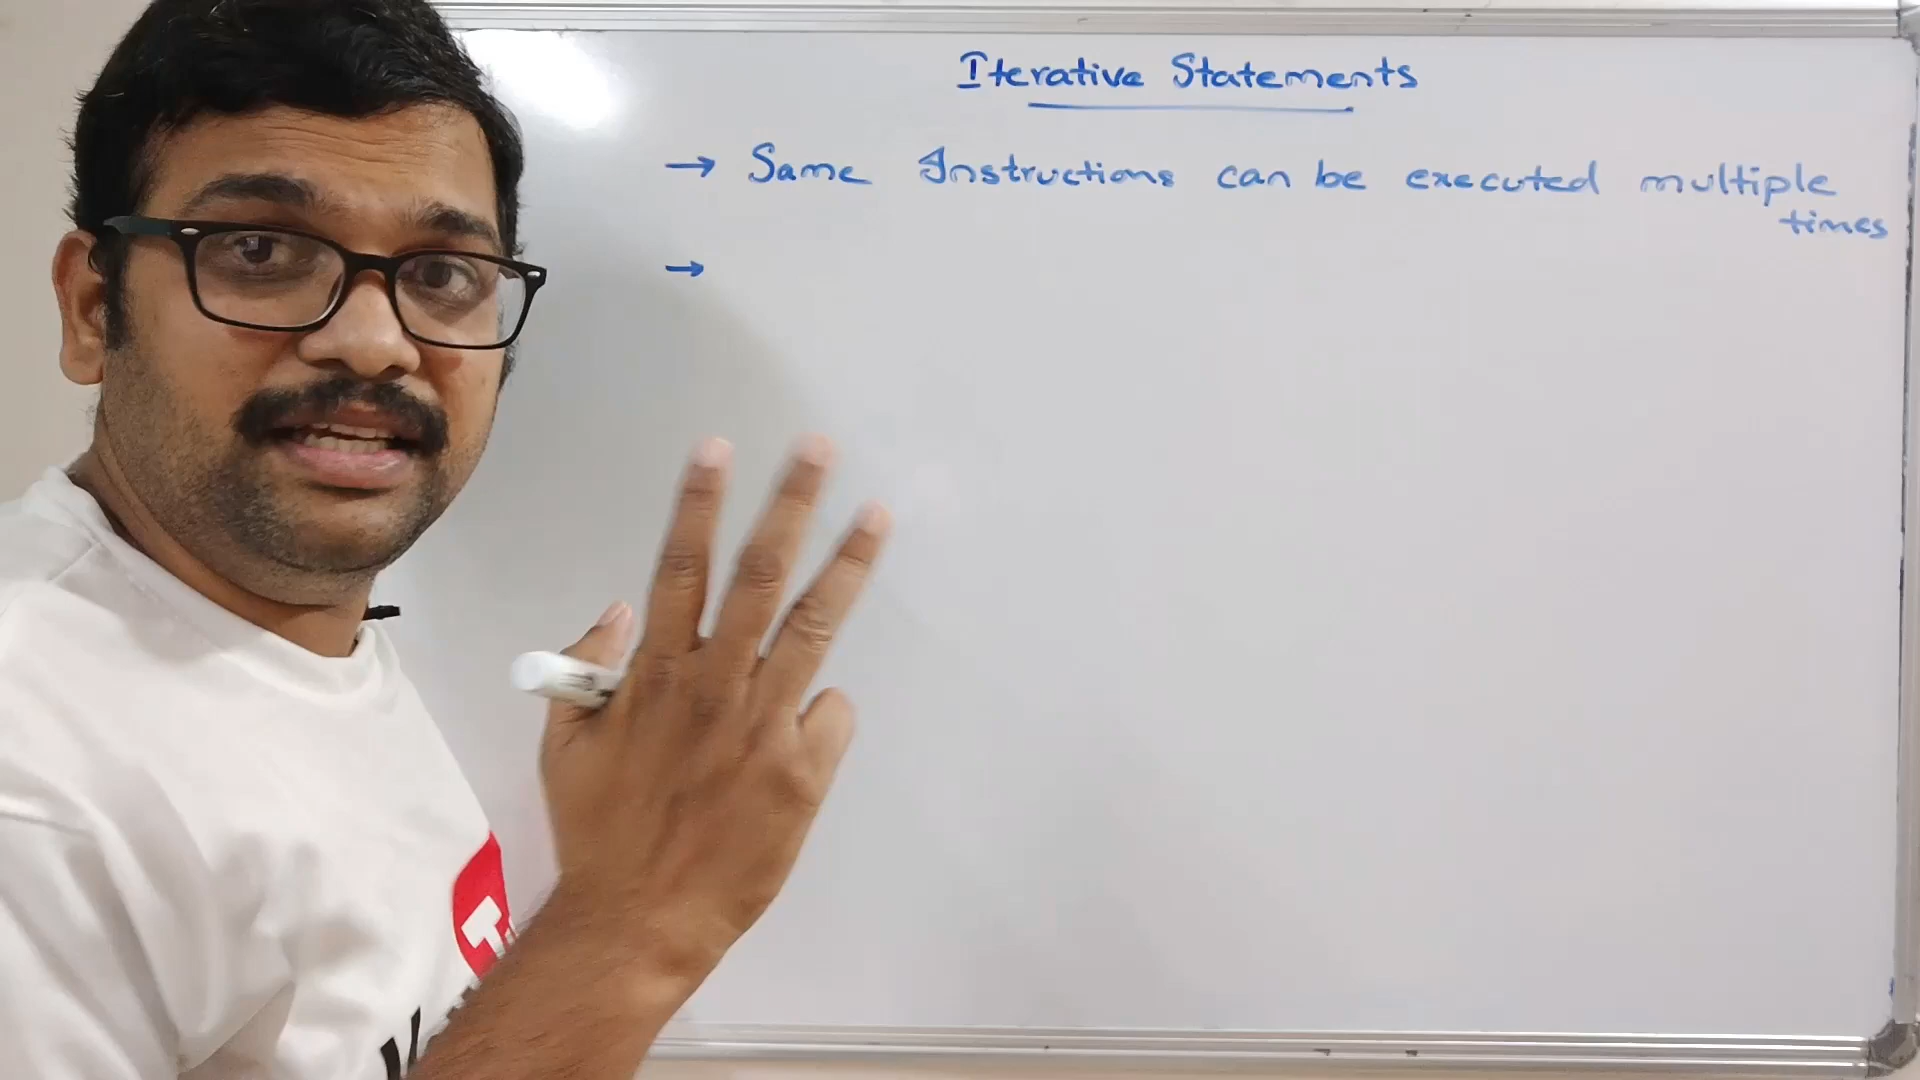 Iterative Statements
→ Same Instructions can be executed multiple
times
→